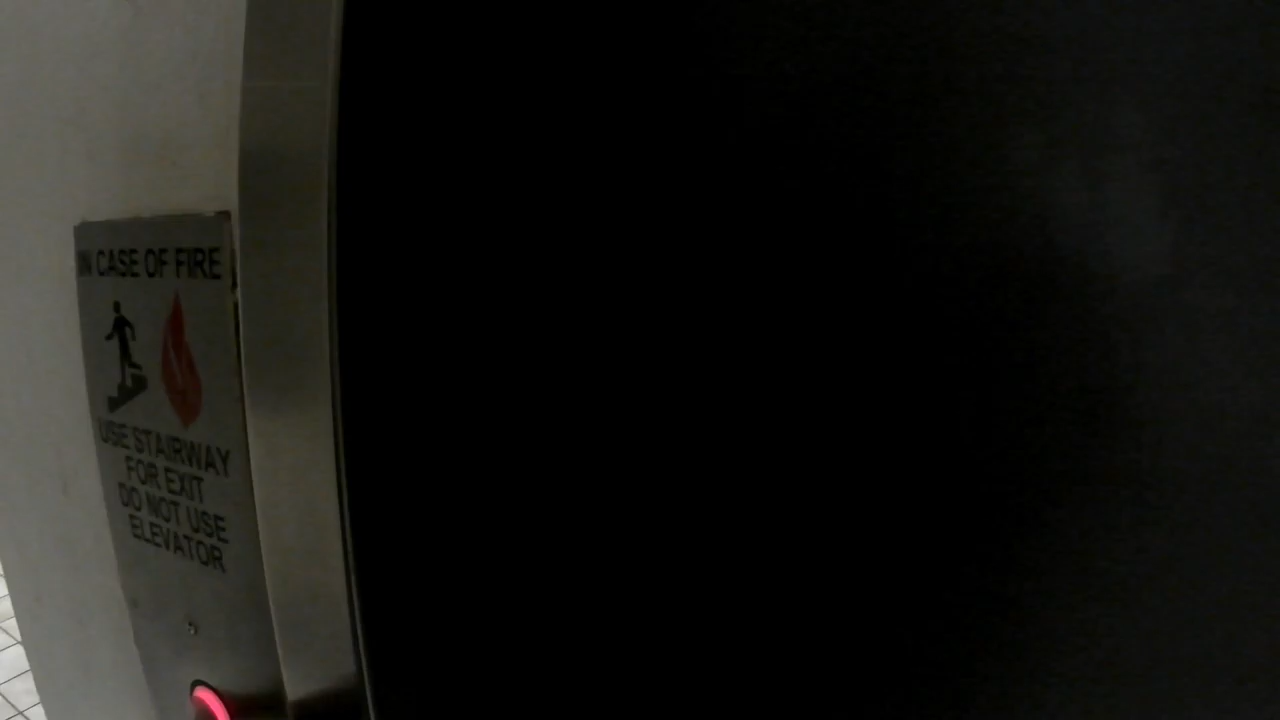 IN CASE OF FIRE
USE STAIRWAY
FOR EXIT
DO NOT USE
ELEVATOR